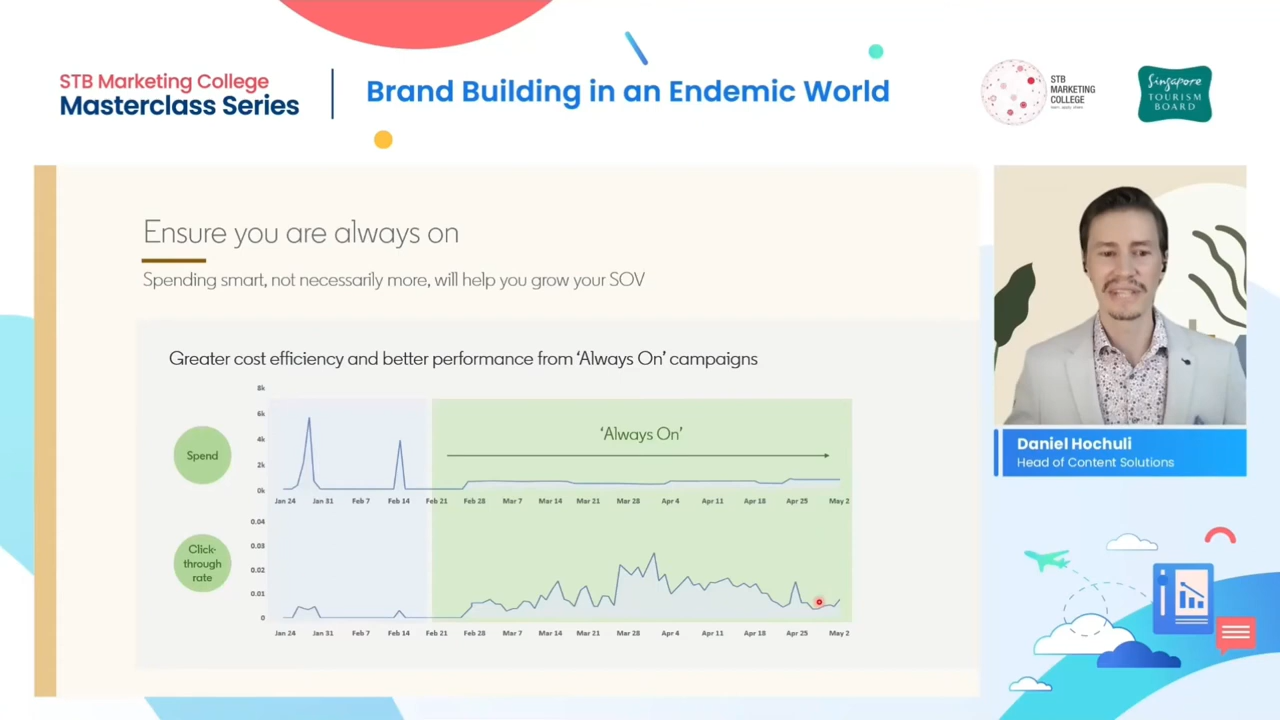 STB Marketing College
Masterclass Series
Brand Building in an Endemic World
STB
MARKETING
COLLEGE
learn. apply. share.
Singapore
TOURISM
BOARD
Ensure you are always on
Spending smart, not necessarily more, will help you grow your SOV
Greater cost efficiency and better performance from ‘Always On’ campaigns
Spend
8k
6k
4k
2k
0k
‘Always On’
Jan 24 Jan 31 Feb 7 Feb 14 Feb 21 Feb 28 Mar 7 Mar 14 Mar 21 Mar 28 Apr 4 Apr 11 Apr 18 Apr 25 May 2
Click-
through
rate
0.04
0.03
0.02
0.01
0
Jan 24 Jan 31 Feb 7 Feb 14 Feb 21 Feb 28 Mar 7 Mar 14 Mar 21 Mar 28 Apr 4 Apr 11 Apr 18 Apr 25 May 2
Daniel Hochuli
Head of Content Solutions